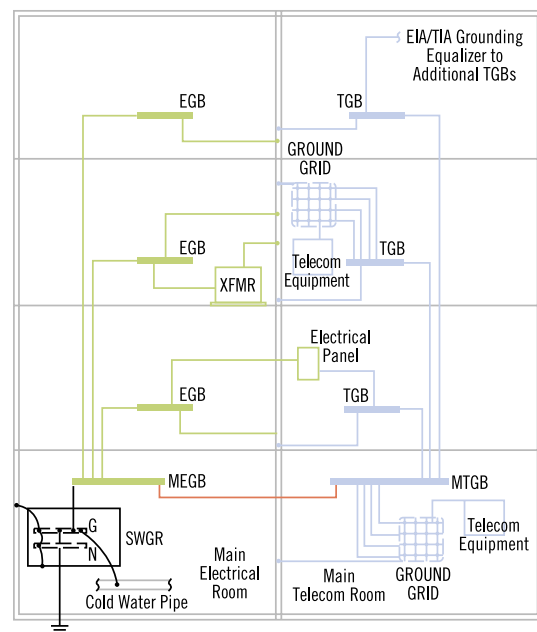 EIA/TIA Grounding
Equalizer to
Additional TGBs
EGB
TGB
GROUND
GRID
EGB
TGB
Telecom
Equipment
XFMR
Electrical
Panel
EGB
TGB
MEGB
MTGB
G
N
SWGR
Telecom
Equipment
Main
Electrical
Room
Main
Telecom Room
GROUND
GRID
Cold Water Pipe